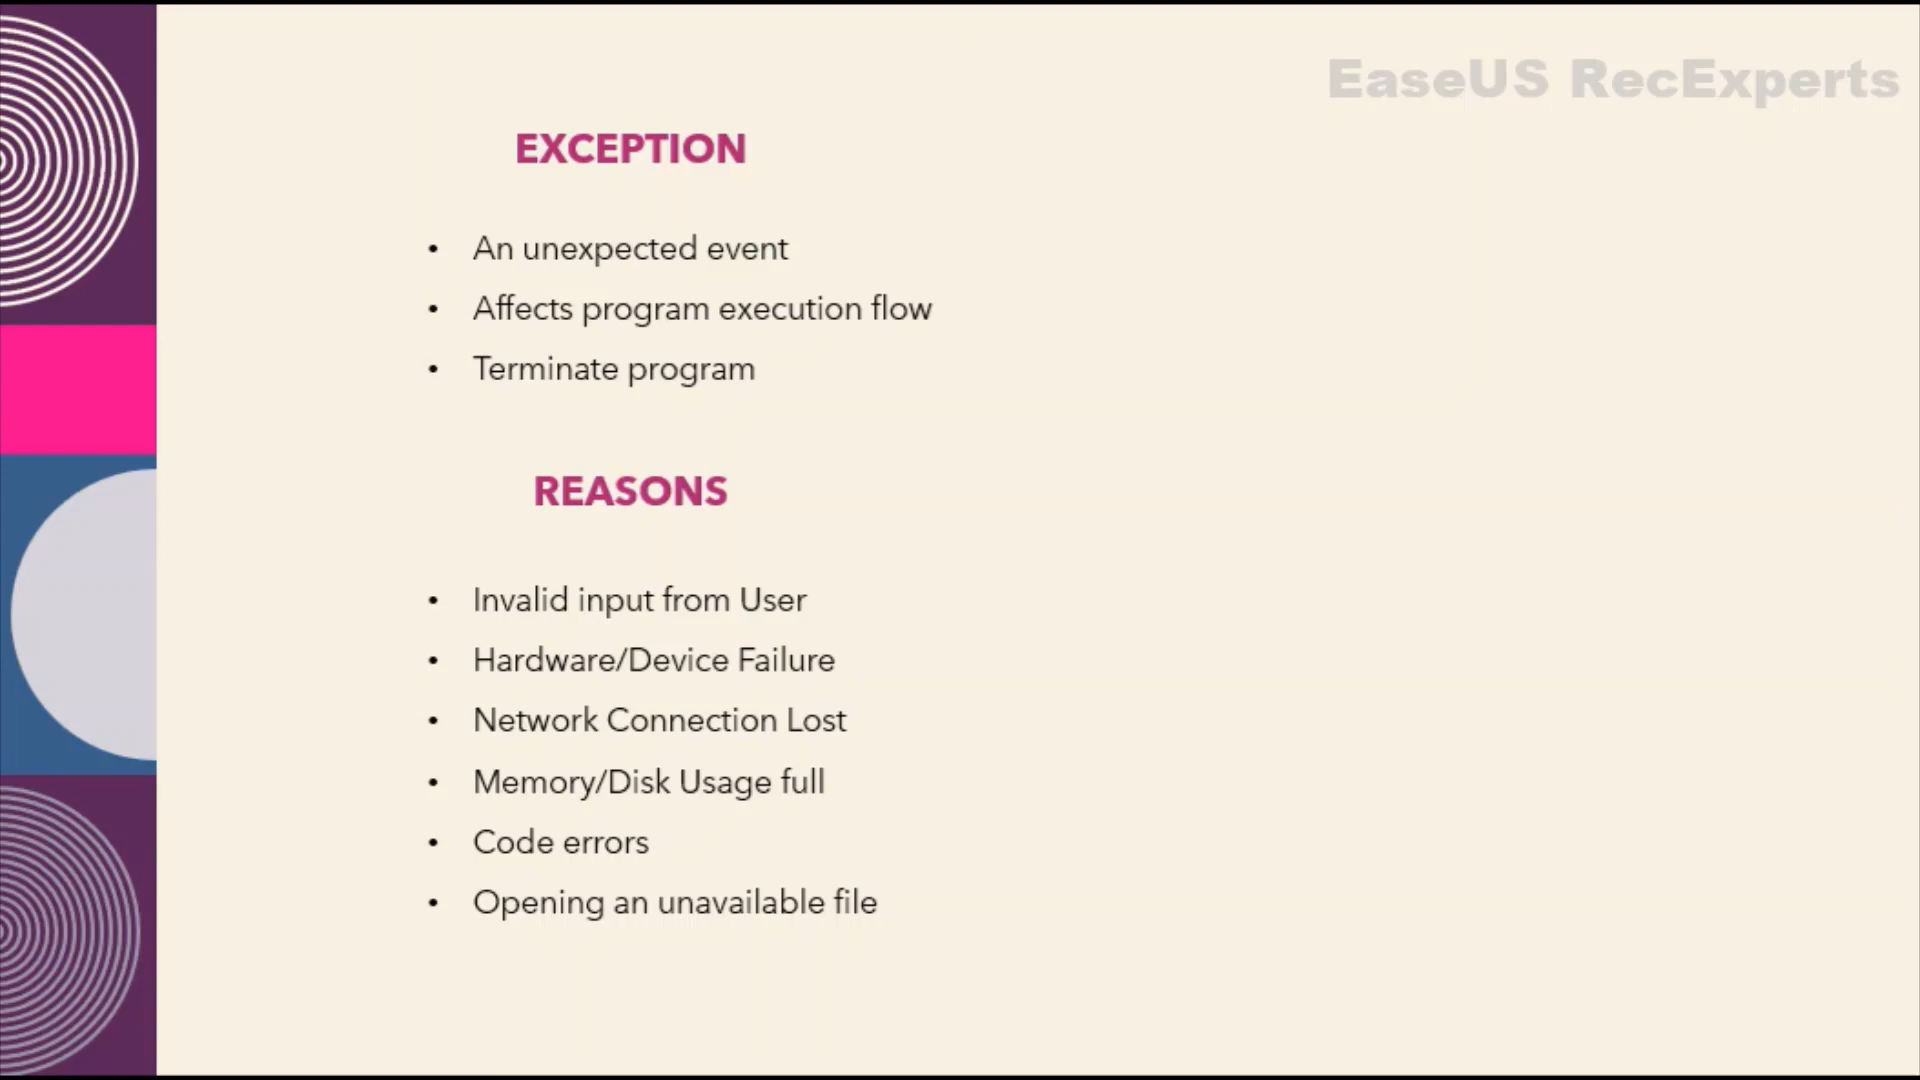 EaseUS RecExperts
EXCEPTION
• An unexpected event
• Affects program execution flow
• Terminate program
REASONS
• Invalid input from User
• Hardware/Device Failure
• Network Connection Lost
• Memory/Disk Usage full
• Code errors
• Opening an unavailable file